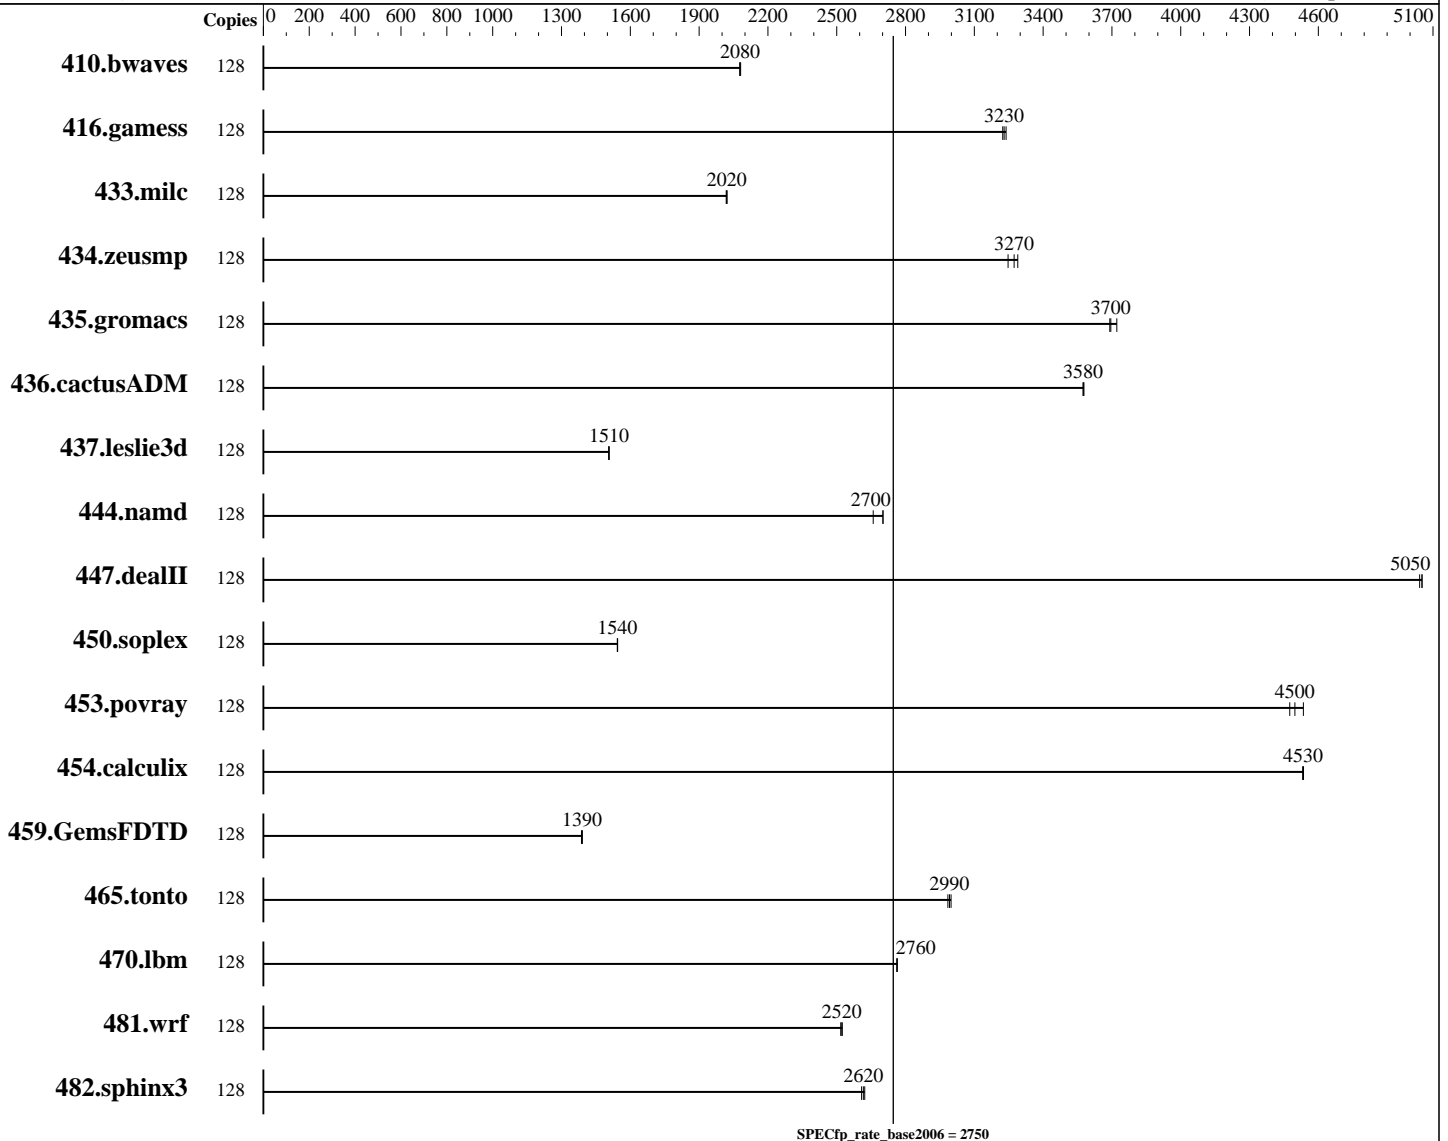 Copies 0 200 400 600 800 1000 1300 1600 1900 2200 2500 2800 3100 3400 3700 4000 4300 4600 5100
410.bwaves 128 2080
416.gamess 128 3230
433.milc 128 2020
434.zeusmp 128 3270
435.gromacs 128 3700
436.cactusADM 128 3580
437.leslie3d 128 1510
444.namd 128 2700
447.dealII 128 5050
450.soplex 128 1540
453.povray 128 4500
454.calculix 128 4530
459.GemsFDTD 128 1390
465.tonto 128 2990
470.lbm 128 2760
481.wrf 128 2520
482.sphinx3 128 2620
SPECfp_rate_base2006 = 2750